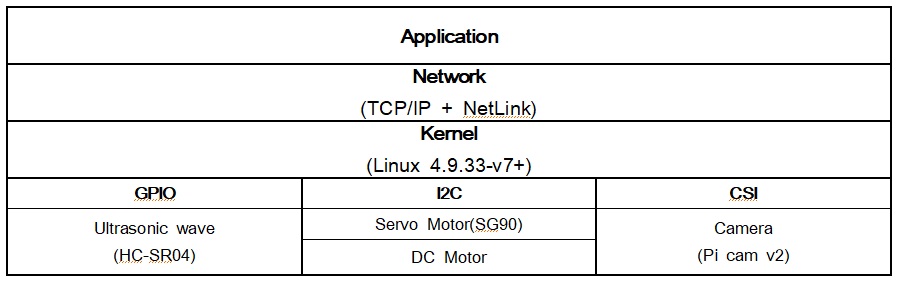 Application
Network
(TCP/IP + NetLink)
Kernel
(Linux 4.9.33-v7+)
GPIO I2C CSI
Ultrasonic wave
(HC-SR04)
Servo Motor(SG90)
DC Motor
Camera
(Pi cam v2)